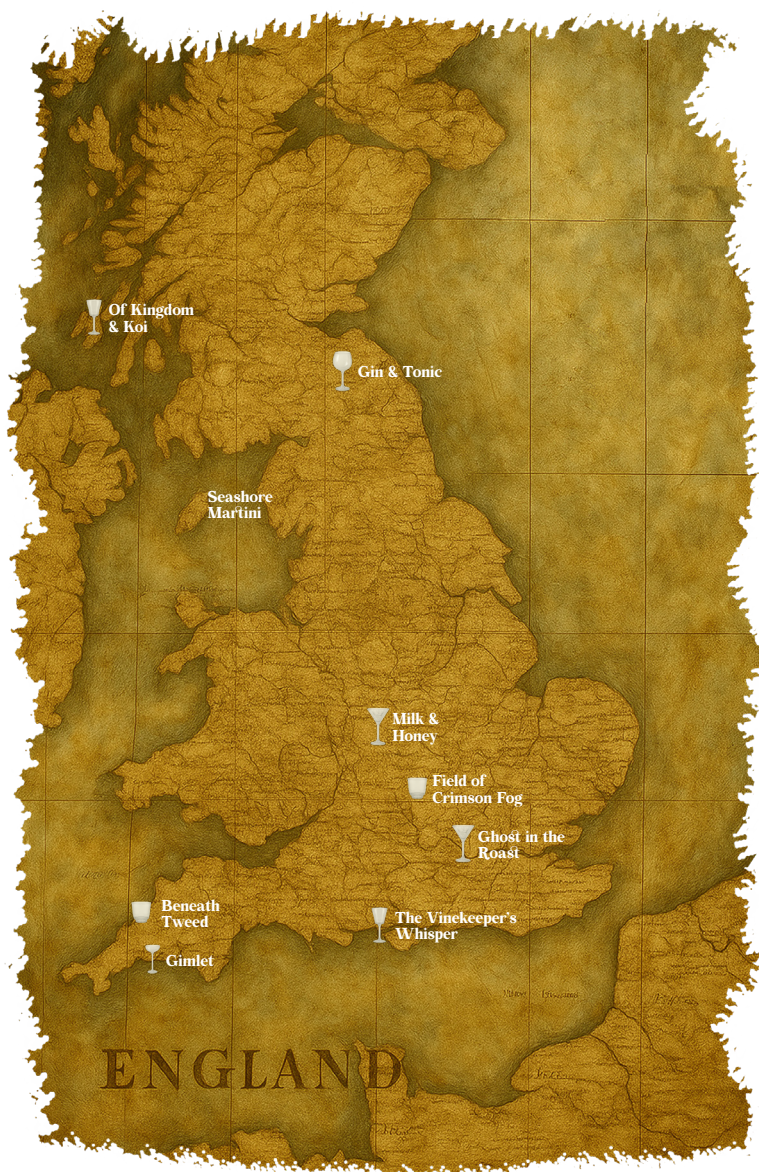 Of Kingdom
& Koi
Gin & Tonic
Seashore
Martini
Milk &
Honey
Field of
Crimson Fog
Ghost in the
Roast
Beneath
Tweed
The Vinekeeper's
Whisper
Gimlet
ENGLAND